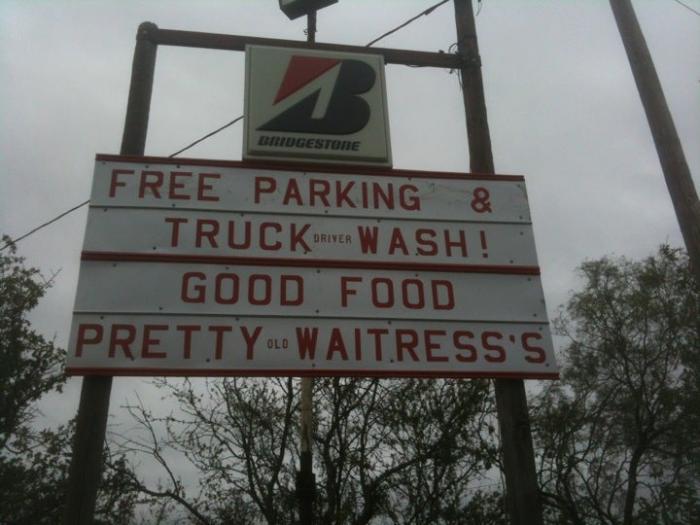 BRIDGESTONE
FREE PARKING &
TRUCK DRIVER WASH!
GOOD FOOD
PRETTY OLD WAITRESS'S